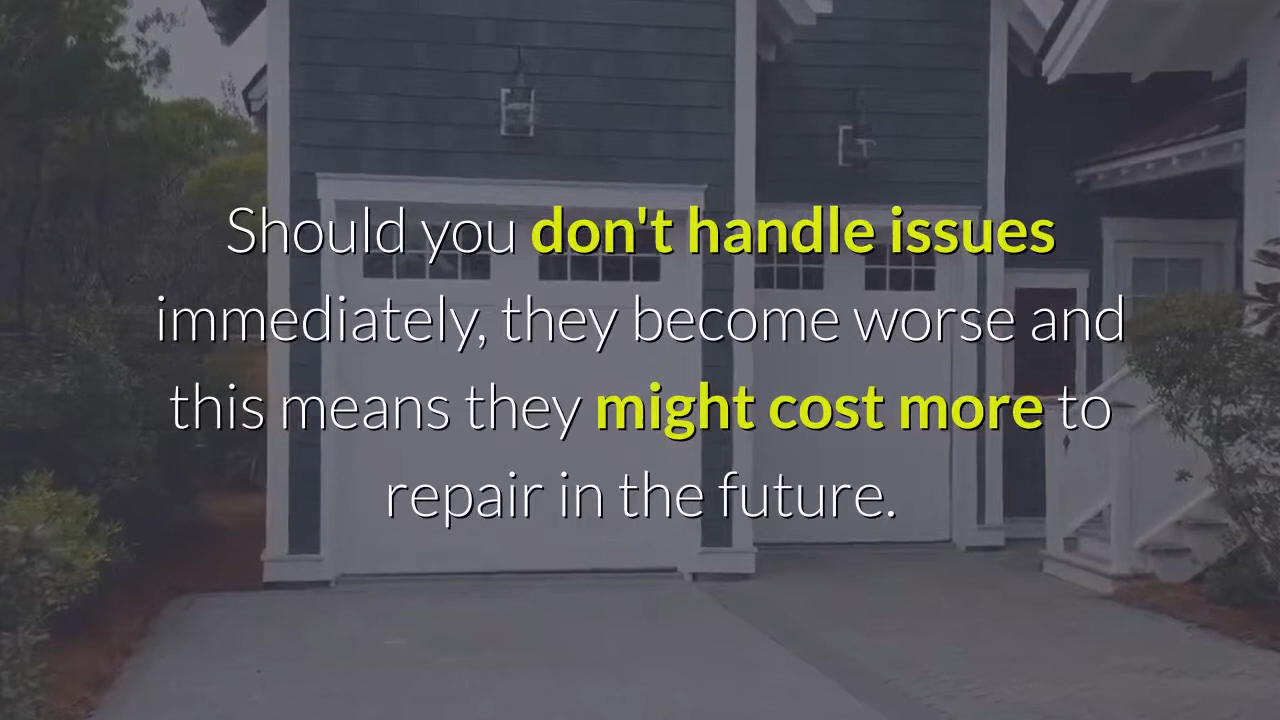 Should you don't handle issues
immediately, they become worse and
this means they might cost more to
repair in the future.